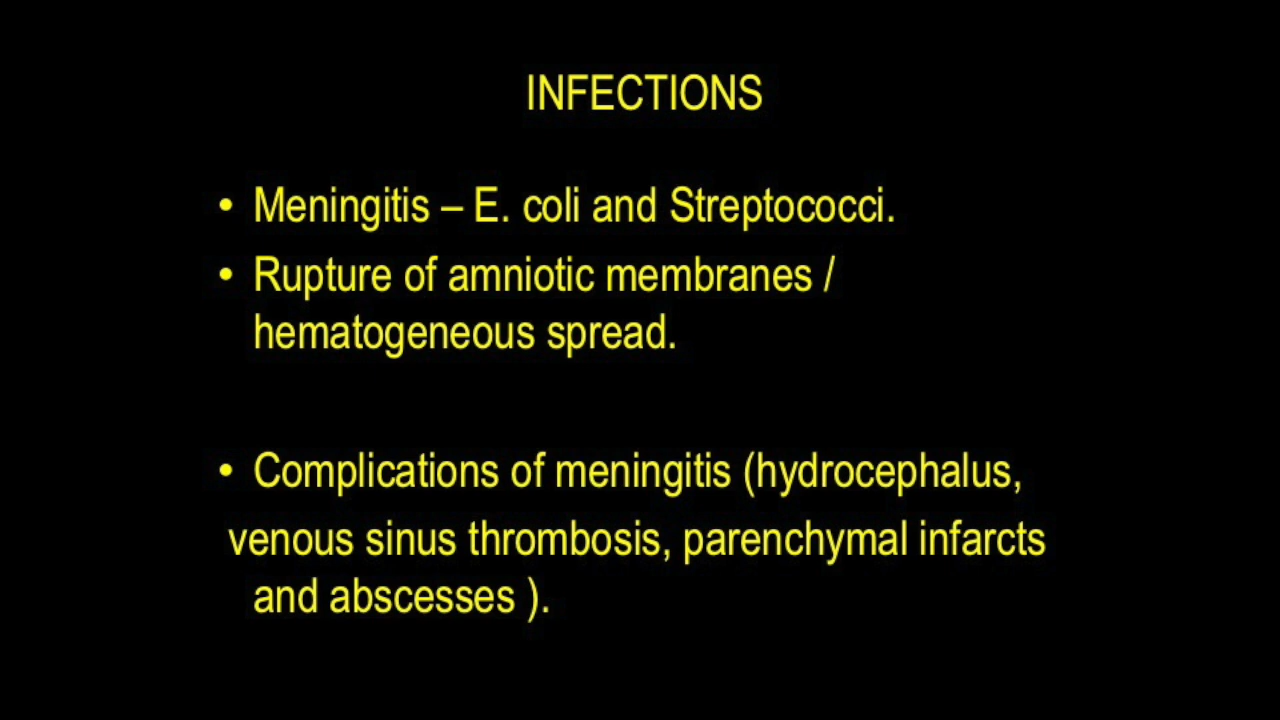 INFECTIONS
• Meningitis – E. coli and Streptococci.
• Rupture of amniotic membranes /
hematogeneous spread.
• Complications of meningitis (hydrocephalus,
venous sinus thrombosis, parenchymal infarcts
and abscesses ).